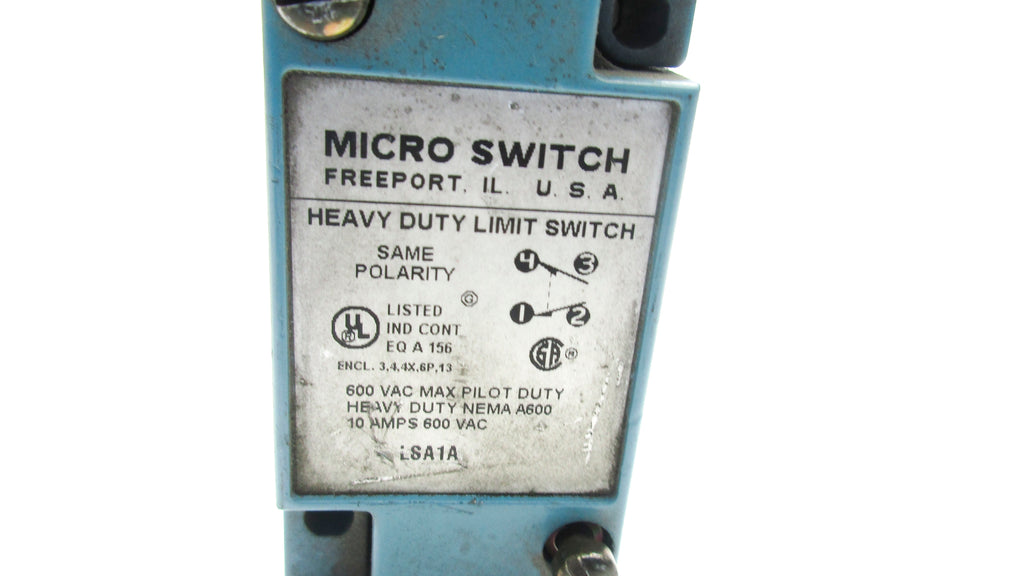 MICRO SWITCH
FREEPORT, IL. U. S. A.
HEAVY DUTY LIMIT SWITCH
SAME
POLARITY
4 3
1 2
G
UL
R
LISTED
IND CONT
EQ A 156
SA
ENCL. 3,4,4X,6P,13
600 VAC MAX PILOT DUTY
HEAVY DUTY NEMA A600
10 AMPS 600 VAC
LSA1A